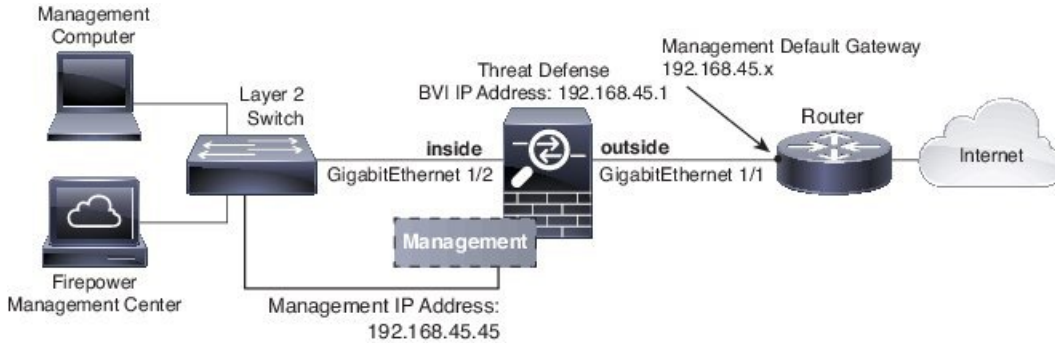 Management
Computer
Layer 2
Switch
Threat Defense
BVI IP Address: 192.168.45.1
Management Default Gateway
192.168.45.x
Router
Internet
inside
GigabitEthernet 1/2
outside
GigabitEthernet 1/1
Management
Firepower
Management Center
Management IP Address:
192.168.45.45